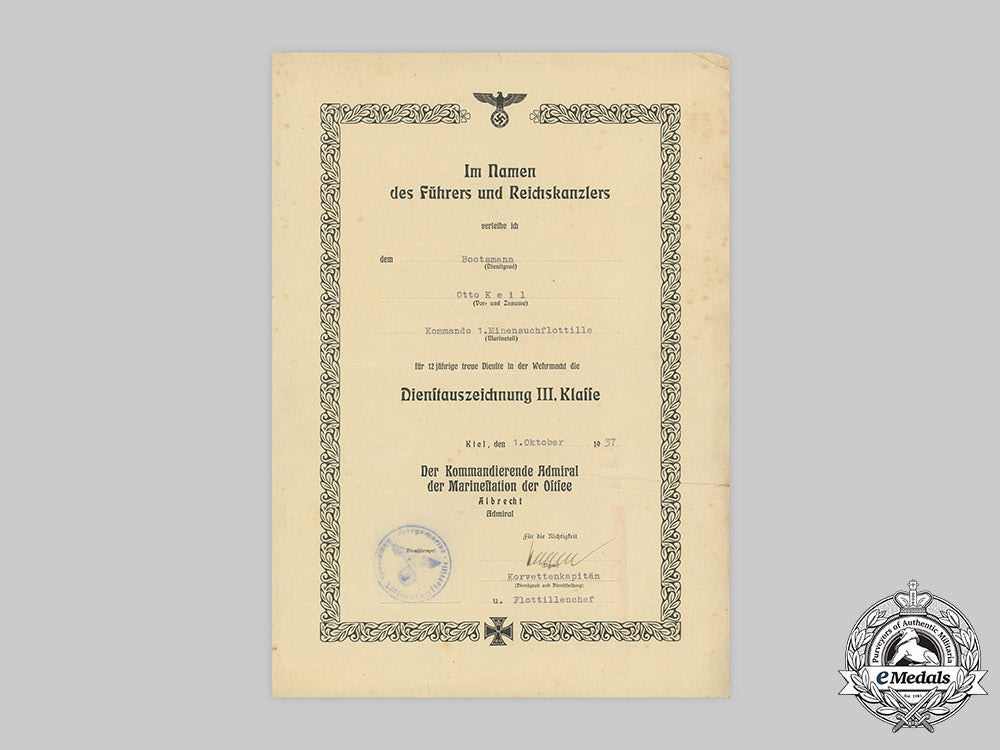 Im Namen
des Führers und Reichskanzlers
verleihe ich
dem Bootsmann
(Dienstgrad)
Otto Keil
(Vor- und Zuname)
Kommando 1.Minensuchflottille
(Marineteil)
für 12jährige treue Dienste in der Wehrmacht die
Dienstauszeichnung III. Klasse
Kiel, den 1.Oktober 1937.
Der Kommandierende Admiral
der Marinestation der Ostsee
Albrecht
Admiral
Für die Richtigkeit
Dienststempel
Kriegsmarine
Korvettenkapitän
(Dienstgrad und Dienststellung)
u. Flottillenchef
Purveyors of Authentic Militaria
eMedals